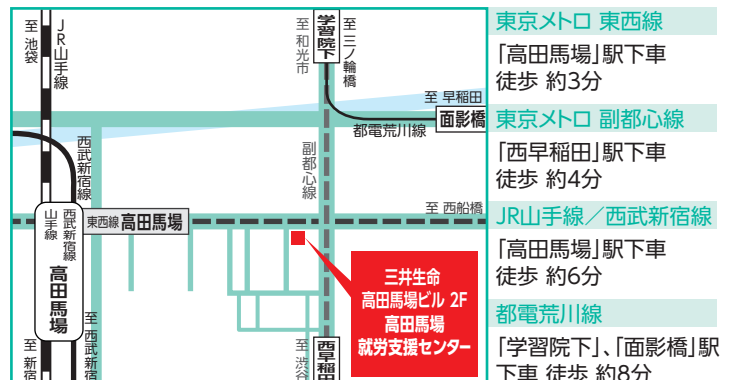 至 池袋
JR山手線
至 和光市
学習院下
至 三ノ輪橋
至 早稲田
面影橋
都電荒川線
西武新宿線
副都心線
至 西船橋
東西線 高田馬場
山手線
西武新宿線
高田馬場
三井生命
高田馬場ビル 2F
高田馬場
就労支援センター
至 新宿
至 西武新宿
至 渋谷
西早稲田
東京メトロ 東西線
「高田馬場」駅下車
徒歩 約3分
東京メトロ 副都心線
「西早稲田」駅下車
徒歩 約4分
JR山手線／西武新宿線
「高田馬場」駅下車
徒歩 約6分
都電荒川線
「学習院下」、「面影橋」駅
下車 徒歩 約8分